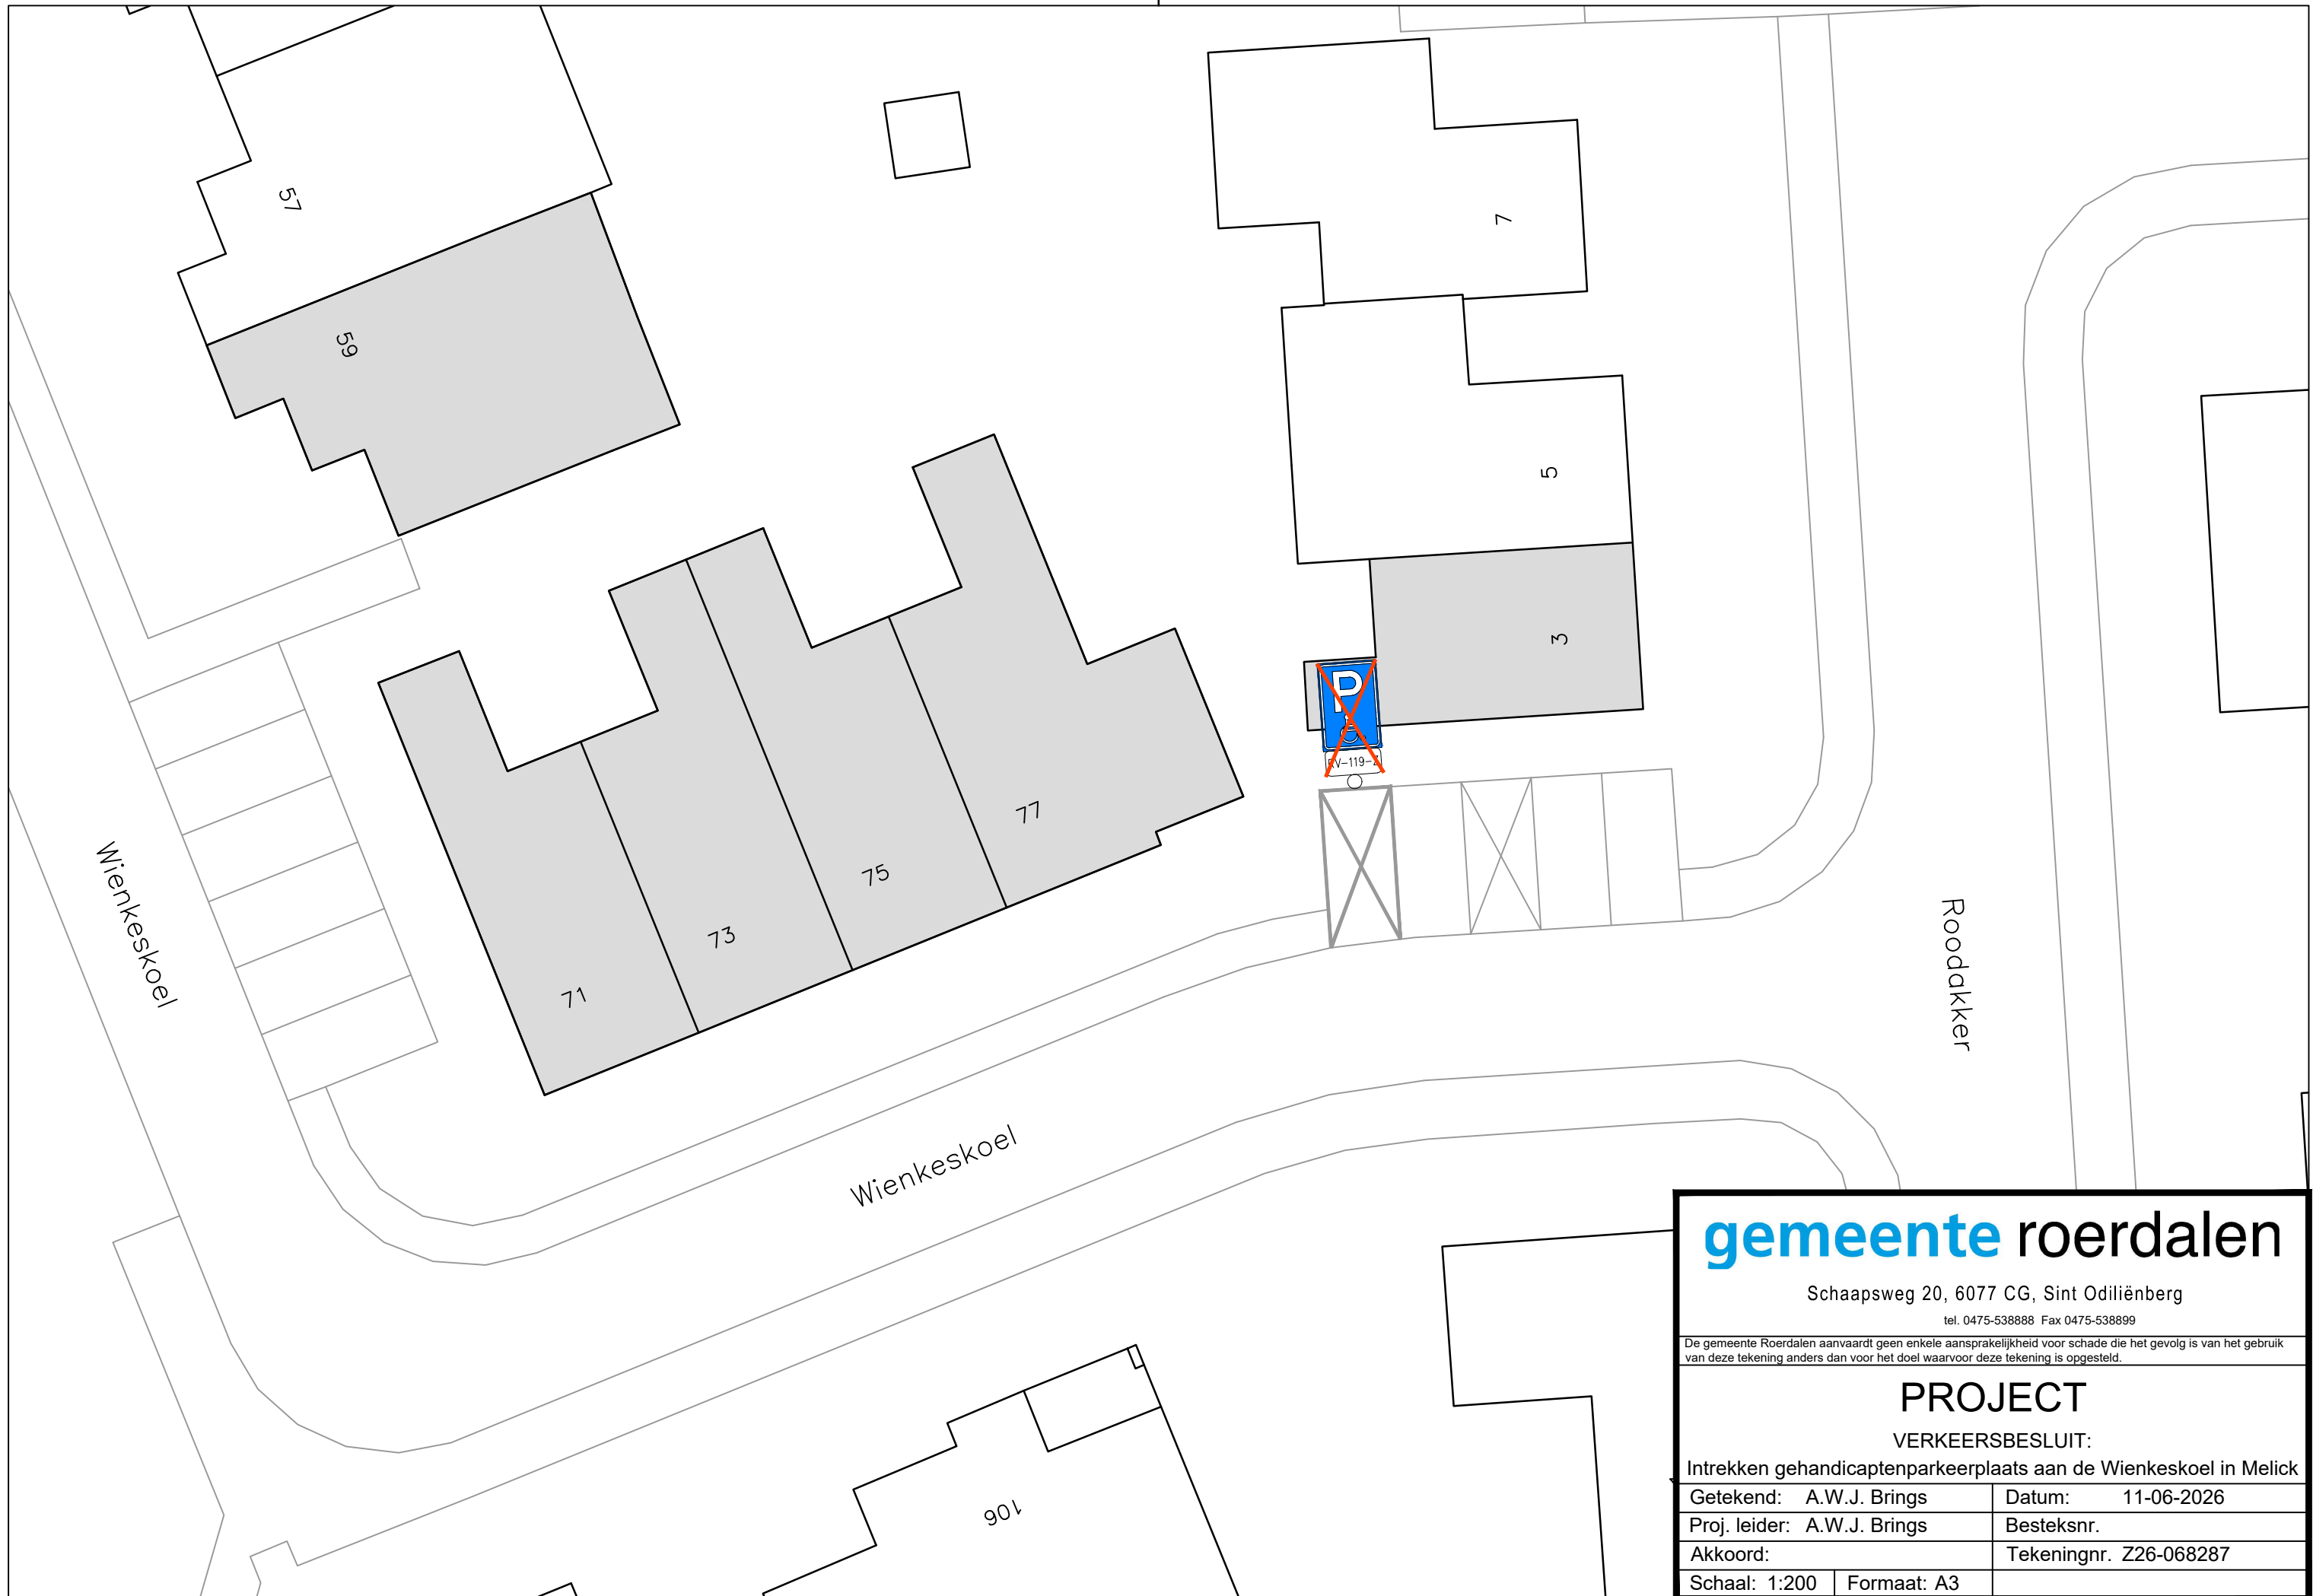 57
59
7
5
3
P
77
75
73
71
Wienkeskoel
Roodakker
Wienkeskoel
106
gemeente roerdalen
Schaapsweg 20, 6077 CG, Sint Odiliënberg
tel. 0475-538888 Fax 0475-538899
De gemeente Roerdalen aanvaardt geen enkele aansprakelijkheid voor schade die het gevolg is van het gebruik
van deze tekening anders dan voor het doel waarvoor deze tekening is opgesteld.
PROJECT
VERKEERSBESLUIT:
Intrekken gehandicaptenparkeerplaats aan de Wienkeskoel in Melick
Getekend: A.W.J. Brings Datum: 11-06-2026
Proj. leider: A.W.J. Brings Besteksnr.
Akkoord: Tekeningnr. Z26-068287
Schaal: 1:200 Formaat: A3